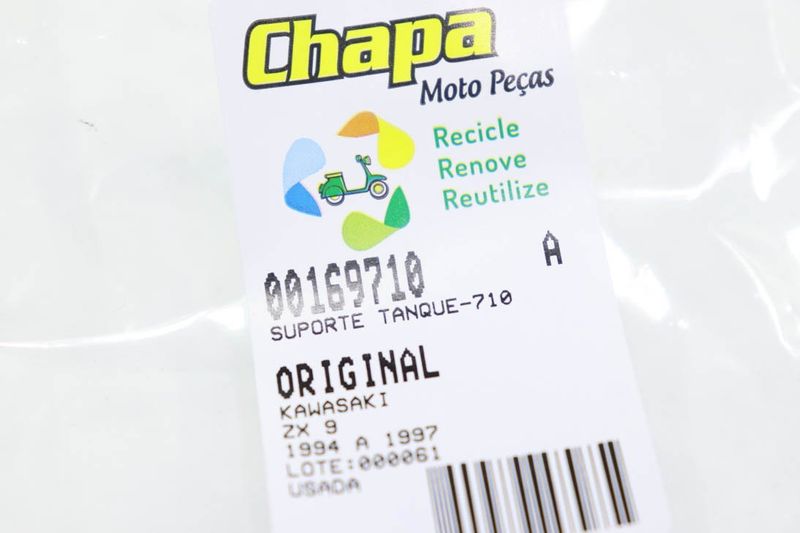 Chapa
Moto Peças
Recicle
Renove
Reutilize
00169710 A
SUPORTE TANQUE-710
ORIGINAL
KAWASAKI
ZX 9
1994 A 1997
LOTE:000061
USADA